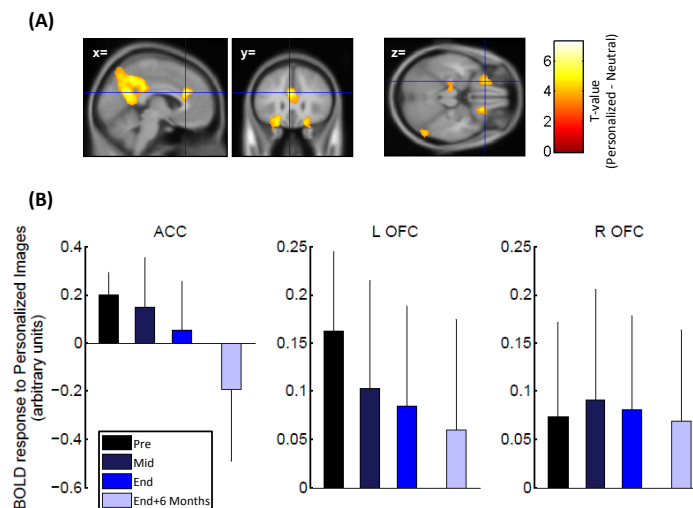 (A)
x=
y=
z=
6
4
2
0
T-value
(Personalized - Neutral)
(B)
BOLD response to Personalized Images
(arbitrary units)
ACC
0.4
0.2
0
−0.2
−0.4
−0.6
Pre
Mid
End
End+6 Months
L OFC
0.25
0.2
0.15
0.1
0.05
0
R OFC
0.25
0.2
0.15
0.1
0.05
0